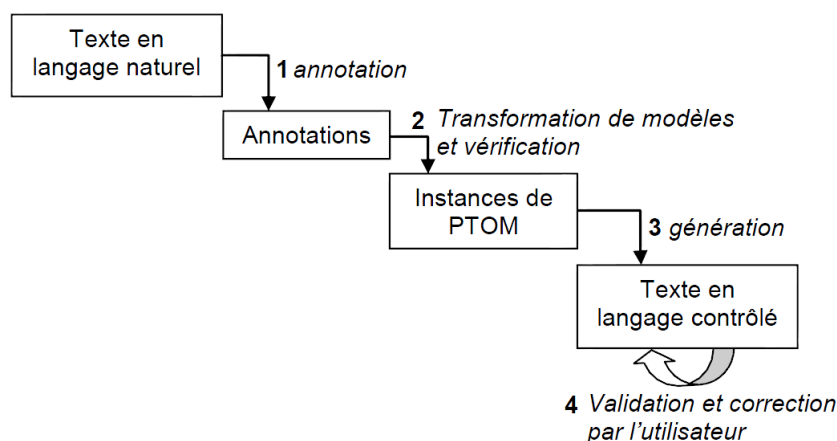 Texte en
langage naturel
1 annotation
Annotations
2 Transformation de modèles
et vérification
Instances de
PTOM
3 génération
Texte en
langage contrôlé
4 Validation et correction
par l'utilisateur